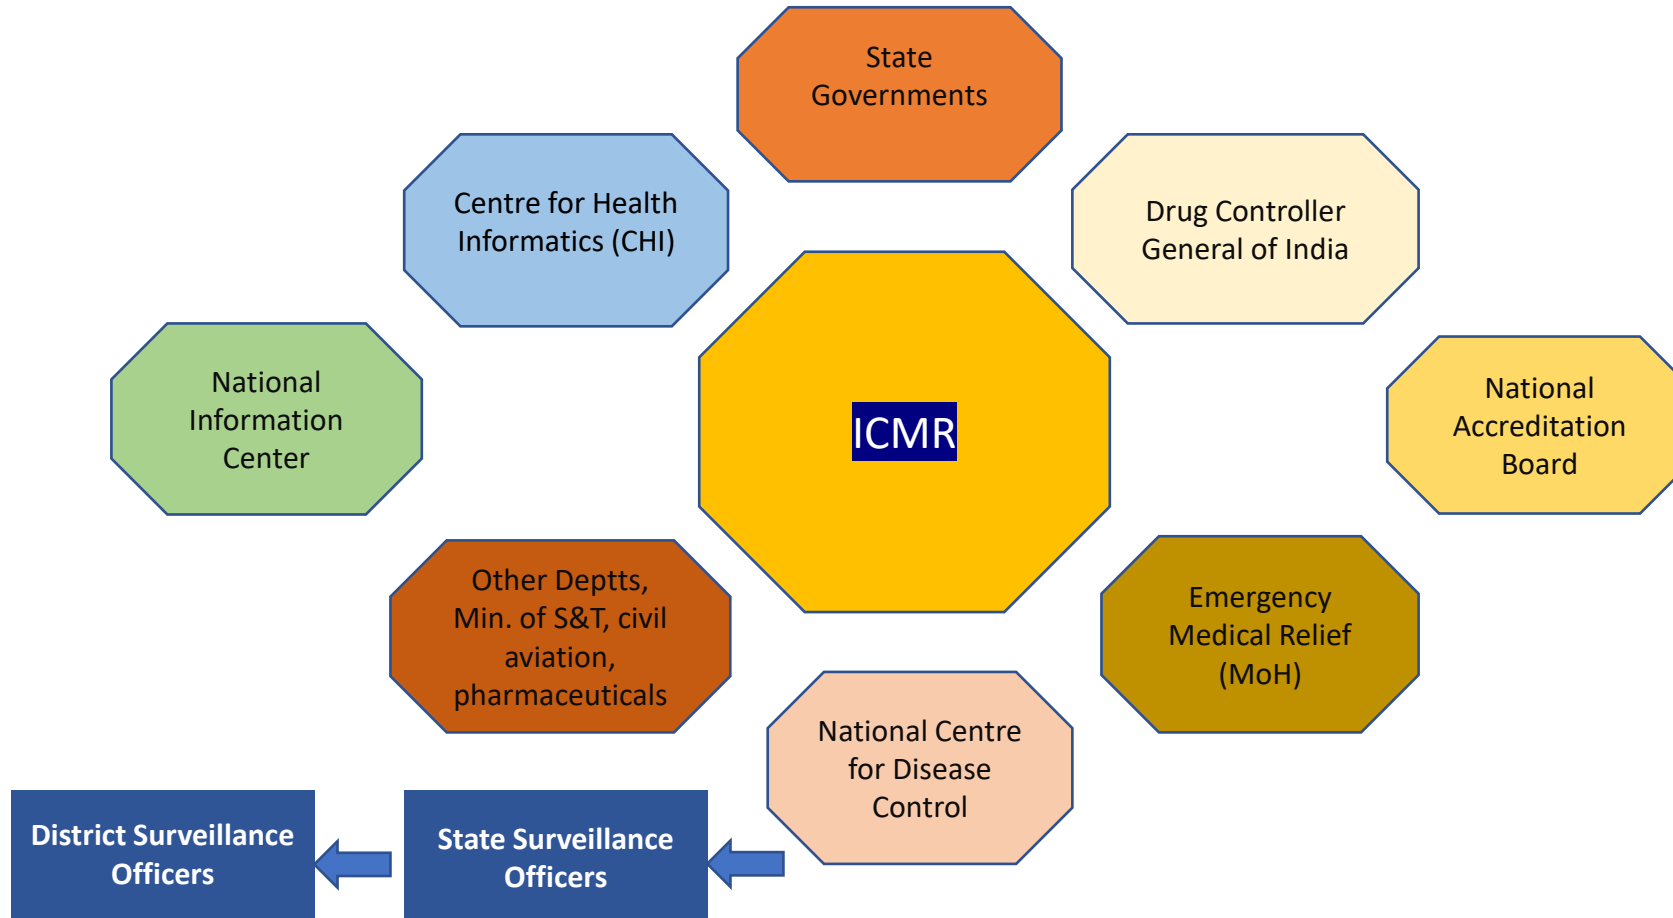 State
Governments
Centre for Health
Informatics (CHI)
Drug Controller
General of India
National
Information
Center
ICMR
National
Accreditation
Board
Other Deptts,
Min. of S&T, civil
aviation,
pharmaceuticals
Emergency
Medical Relief
(MoH)
National Centre
for Disease
Control
District Surveillance
Officers
State Surveillance
Officers